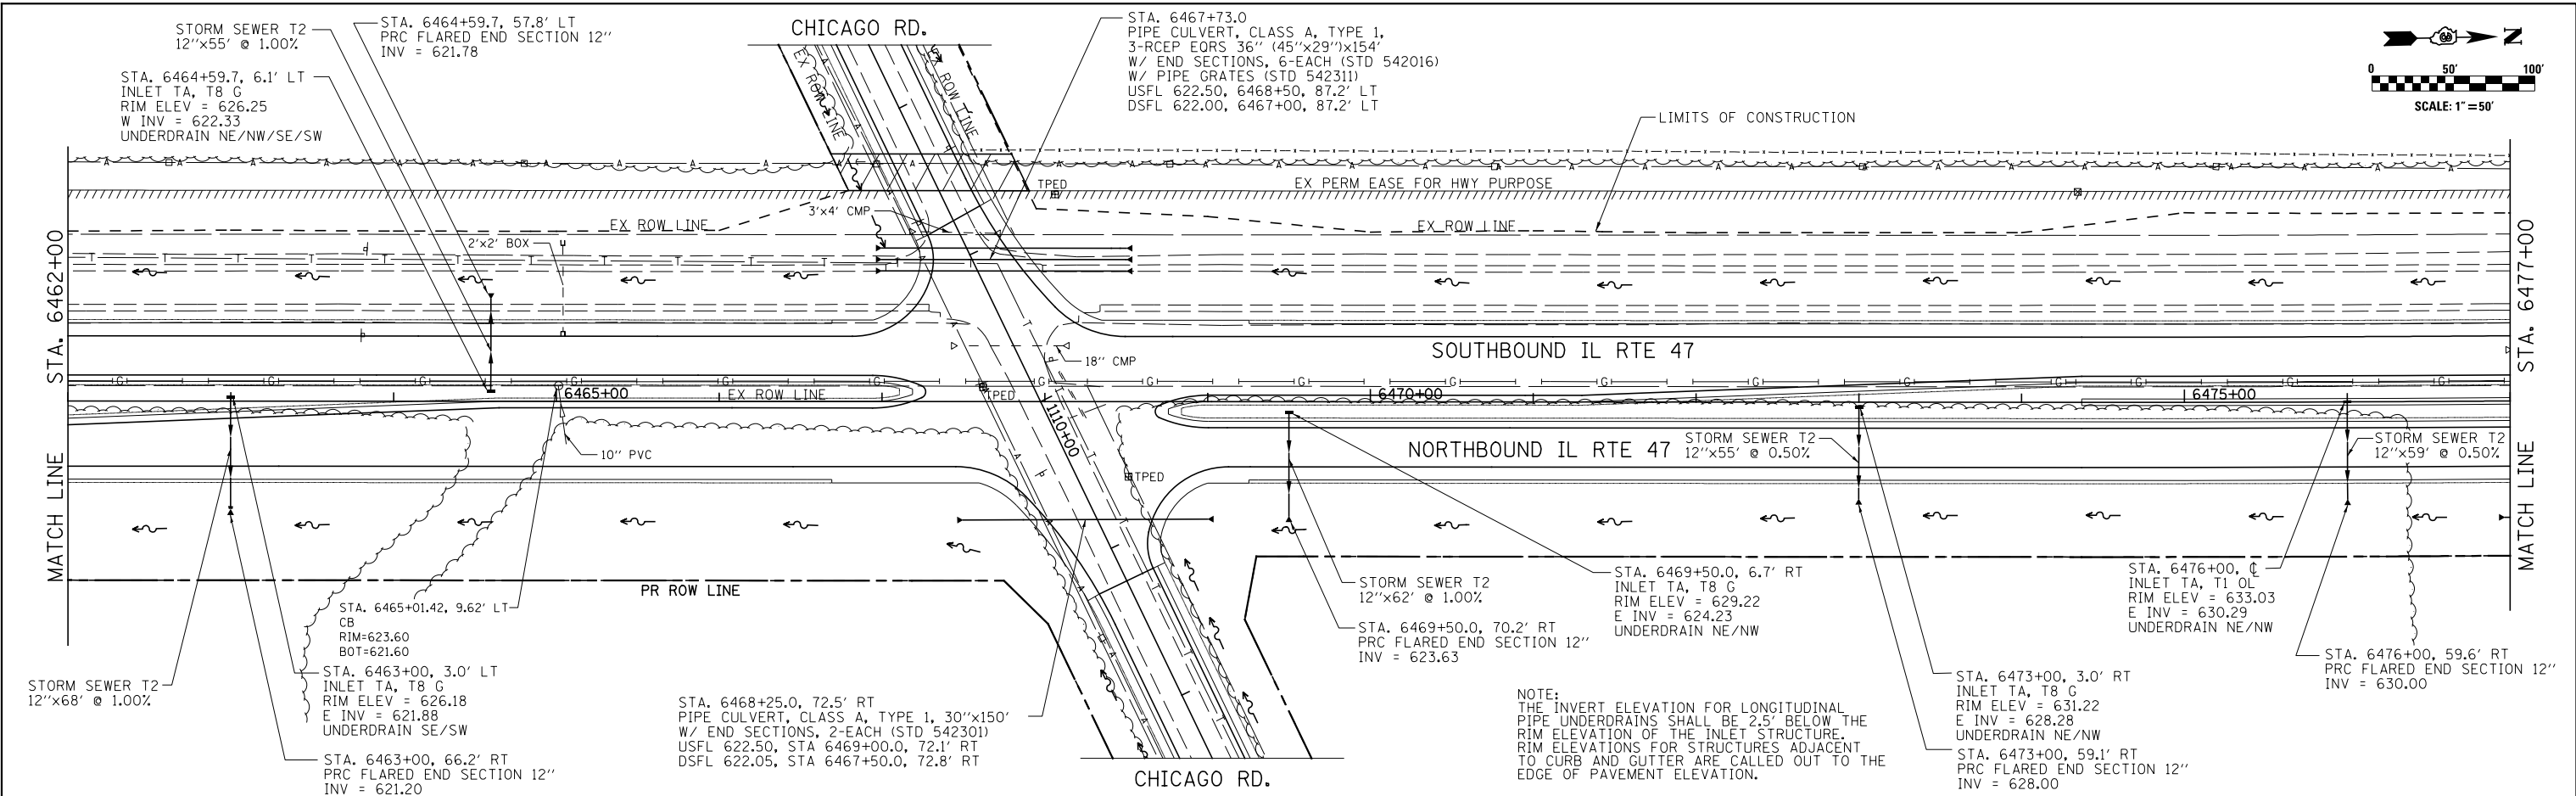 STORM SEWER T2
12''x55' @ 1.00%
STA. 6464+59.7, 57.8' LT
PRC FLARED END SECTION 12''
INV = 621.78
STA. 6464+59.7, 6.1' LT
INLET TA, T8 G
RIM ELEV = 626.25
W INV = 622.33
UNDERDRAIN NE/NW/SE/SW
CHICAGO RD.
EX ROW LINE
EX ROW LINE
STA. 6467+73.0
PIPE CULVERT, CLASS A, TYPE 1,
3-RCEP EQRS 36'' (45''x29'')x154'
W/ END SECTIONS, 6-EACH (STD 542016)
W/ PIPE GRATES (STD 542311)
USFL 622.50, 6468+50, 87.2' LT
DSFL 622.00, 6467+00, 87.2' LT
N
0 50' 100'
SCALE: 1" = 50'
LIMITS OF CONSTRUCTION
TPED
EX PERM EASE FOR HWY PURPOSE
3'x4' CMP
EX ROW LINE
EX ROW LINE
2'x2' BOX
STA. 6462+00
STA. 6477+00
18'' CMP
SOUTHBOUND IL RTE 47
6465+00
EX ROW LINE
TPED
1110+00
6470+00
6475+00
10'' PVC
TPED
NORTHBOUND IL RTE 47
STORM SEWER T2
12''x55' @ 0.50%
STORM SEWER T2
12''x59' @ 0.50%
MATCH LINE
MATCH LINE
PR ROW LINE
STA. 6465+01.42, 9.62' LT
CB
RIM=623.60
BOT=621.60
STORM SEWER T2
12''x62' @ 1.00%
STA. 6469+50.0, 70.2' RT
PRC FLARED END SECTION 12''
INV = 623.63
STA. 6469+50.0, 6.7' RT
INLET TA, T8 G
RIM ELEV = 629.22
E INV = 624.23
UNDERDRAIN NE/NW
STA. 6476+00, ℄
INLET TA, T1 OL
RIM ELEV = 633.03
E INV = 630.29
UNDERDRAIN NE/NW
STA. 6476+00, 59.6' RT
PRC FLARED END SECTION 12''
INV = 630.00
STORM SEWER T2
12''x68' @ 1.00%
STA. 6463+00, 3.0' LT
INLET TA, T8 G
RIM ELEV = 626.18
E INV = 621.88
UNDERDRAIN SE/SW
STA. 6463+00, 66.2' RT
PRC FLARED END SECTION 12''
INV = 621.20
STA. 6468+25.0, 72.5' RT
PIPE CULVERT, CLASS A, TYPE 1, 30''x150'
W/ END SECTIONS, 2-EACH (STD 542301)
USFL 622.50, STA 6469+00.0, 72.1' RT
DSFL 622.05, STA 6467+50.0, 72.8' RT
CHICAGO RD.
NOTE:
THE INVERT ELEVATION FOR LONGITUDINAL
PIPE UNDERDRAINS SHALL BE 2.5' BELOW THE
RIM ELEVATION OF THE INLET STRUCTURE.
RIM ELEVATIONS FOR STRUCTURES ADJACENT
TO CURB AND GUTTER ARE CALLED OUT TO THE
EDGE OF PAVEMENT ELEVATION.
STA. 6473+00, 3.0' RT
INLET TA, T8 G
RIM ELEV = 631.22
E INV = 628.28
UNDERDRAIN NE/NW
STA. 6473+00, 59.1' RT
PRC FLARED END SECTION 12''
INV = 628.00